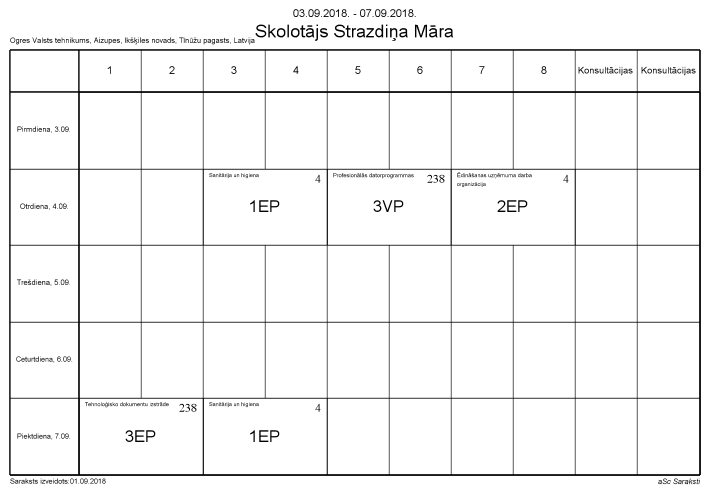 03.09.2018. - 07.09.2018.
Skolotājs Strazdiņa Māra
Ogres Valsts tehnikums, Aizupes, Ikšķiles novads, Tīnūžu pagasts, Latvija
1 2 3 4 5 6 7 8 Konsultācijas Konsultācijas
Pirmdiena, 3.09.
Otrdiena, 4.09.
Sanitārija un higiena 4
1EP
Profesionālās datorprogrammas 238
3VP
Ēdināšanas uzņēmuma darba
organizācija 4
2EP
Trešdiena, 5.09.
Ceturtdiena, 6.09.
Piektdiena, 7.09.
Tehnoloģisko dokumentu izstrāde 238
3EP
Sanitārija un higiena 4
1EP
Saraksts izveidots:01.09.2018
aSc Saraksti